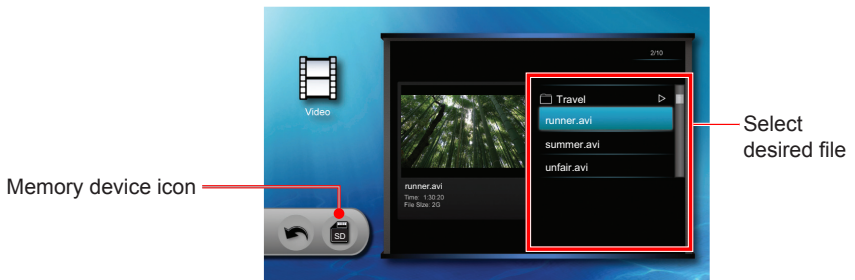 2/10
Video
Travel
runner.avi
summer.avi
unfair.avi
runner.avi
Time: 1:30:20
File Size: 2G
SD
Memory device icon
Select
desired file